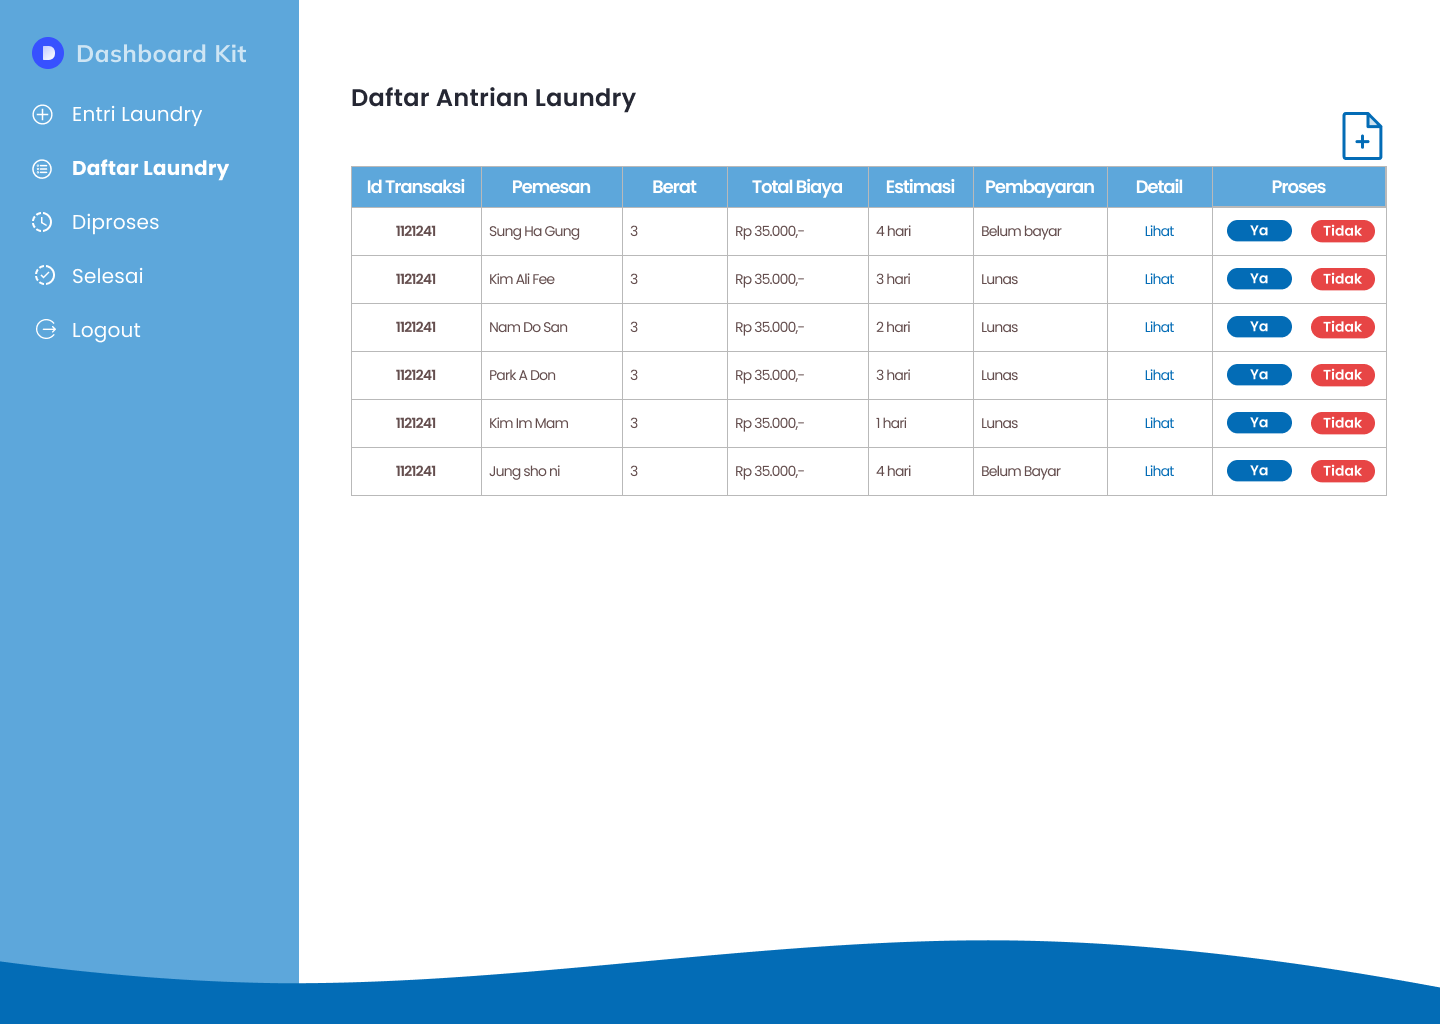 Dashboard Kit
Entri Laundry
Daftar Laundry
Diproses
Selesai
Logout
Daftar Antrian Laundry
Id Transaksi Pemesan Berat Total Biaya Estimasi Pembayaran Detail Proses
1121241 Sung Ha Gung 3 Rp 35.000,- 4 hari Belum bayar Lihat Ya Tidak
1121241 Kim Ali Fee 3 Rp 35.000,- 3 hari Lunas Lihat Ya Tidak
1121241 Nam Do San 3 Rp 35.000,- 2 hari Lunas Lihat Ya Tidak
1121241 Park A Don 3 Rp 35.000,- 3 hari Lunas Lihat Ya Tidak
1121241 Kim Im Mam 3 Rp 35.000,- 1 hari Lunas Lihat Ya Tidak
1121241 Jung sho ni 3 Rp 35.000,- 4 hari Belum Bayar Lihat Ya Tidak